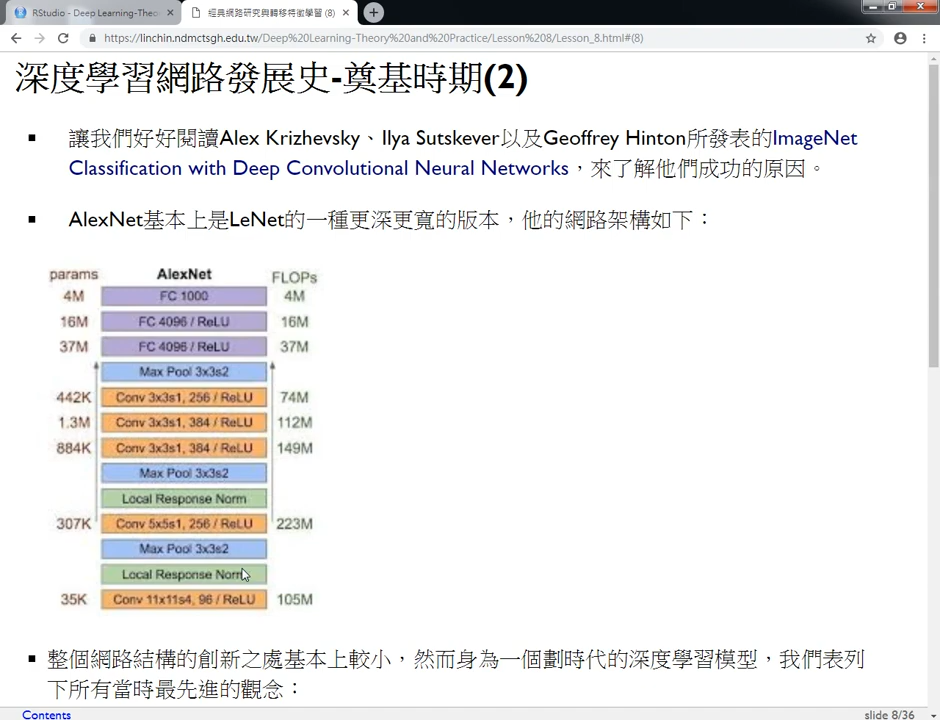 RStudio - Deep Learning-Theo
經典網路研究與轉移特徵學習 (8)
https://linchin.ndmctsgh.edu.tw/Deep%20Learning-Theory%20and%20Practice/Lesson%208/Lesson_8.html#(8)
深度學習網路發展史-奠基時期(2)
讓我們好好閱讀Alex Krizhevsky、Ilya Sutskever以及Geoffrey Hinton所發表的ImageNet
Classification with Deep Convolutional Neural Networks，來了解他們成功的原因。
AlexNet基本上是LeNet的一種更深更寬的版本，他的網路架構如下：
params AlexNet FLOPs
4M FC 1000 4M
16M FC 4096 / ReLU 16M
37M FC 4096 / ReLU 37M
Max Pool 3x3s2
442K Conv 3x3s1, 256 / ReLU 74M
1.3M Conv 3x3s1, 384 / ReLU 112M
884K Conv 3x3s1, 384 / ReLU 149M
Max Pool 3x3s2
Local Response Norm
307K Conv 5x5s1, 256 / ReLU 223M
Max Pool 3x3s2
Local Response Norm
35K Conv 11x11s4, 96 / ReLU 105M
整個網路結構的創新之處基本上較小，然而身為一個劃時代的深度學習模型，我們表列
下所有當時最先進的觀念：
Contents slide 8/36